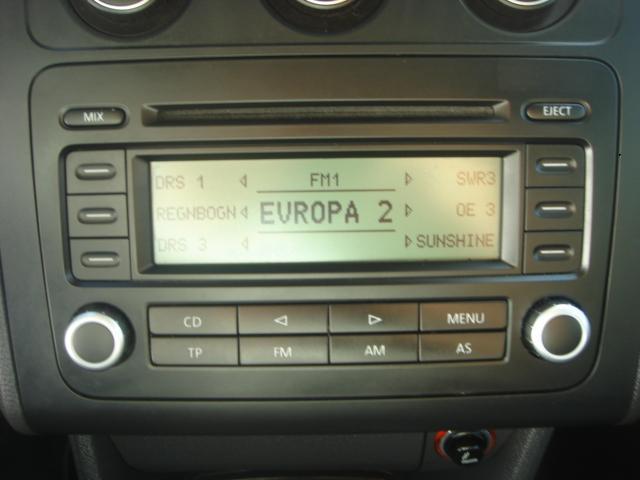 MIX
EJECT
DRS 1 FM1 SWR3
REGNBOGN EVROPA 2 OE 3
DRS 3 SUNSHINE
CD MENU
TP FM AM AS